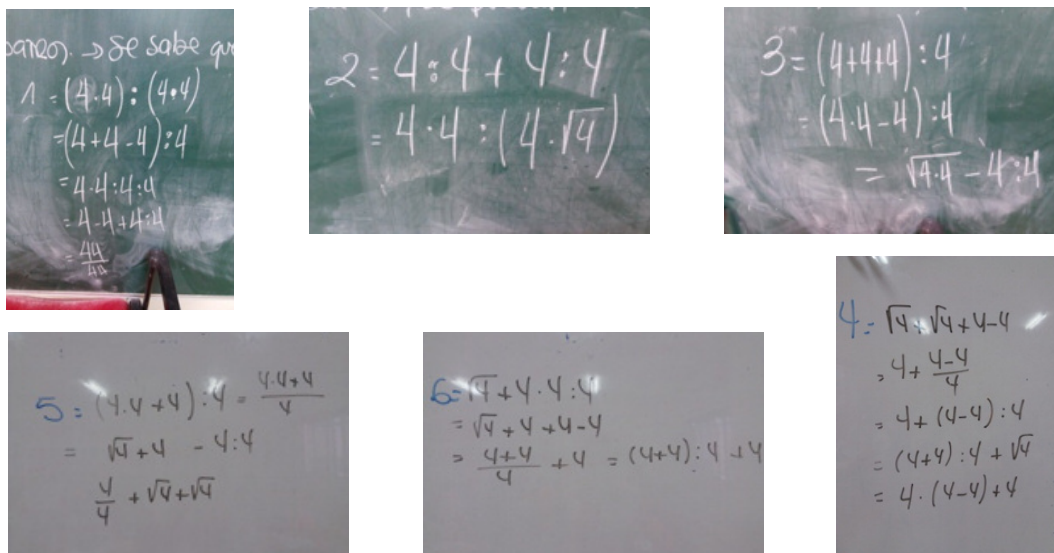 → se sabe que
1 = (4·4) : (4·4)
= (4+4-4) : 4
= 4·4:4:4
= 4-4+4:4
= 44/44
2 = 4:4 + 4:4
= 4·4 : (4·√4)
3 = (4+4+4) : 4
= (4·4-4) : 4
= √4·4 - 4:4
4 = √4+√4+4-4
= 4 + 4-4/4
= 4 + (4-4) : 4
= (4+4) : 4 + √4
= 4·(4-4)+4
5 = (4·4+4) : 4 = 4·4+4/4
= √4+4 - 4:4
4/4 + √4+√4
6 = √4+4·4:4
= √4+4+4-4
= 4+4/4 + 4 = (4+4) : 4 + 4